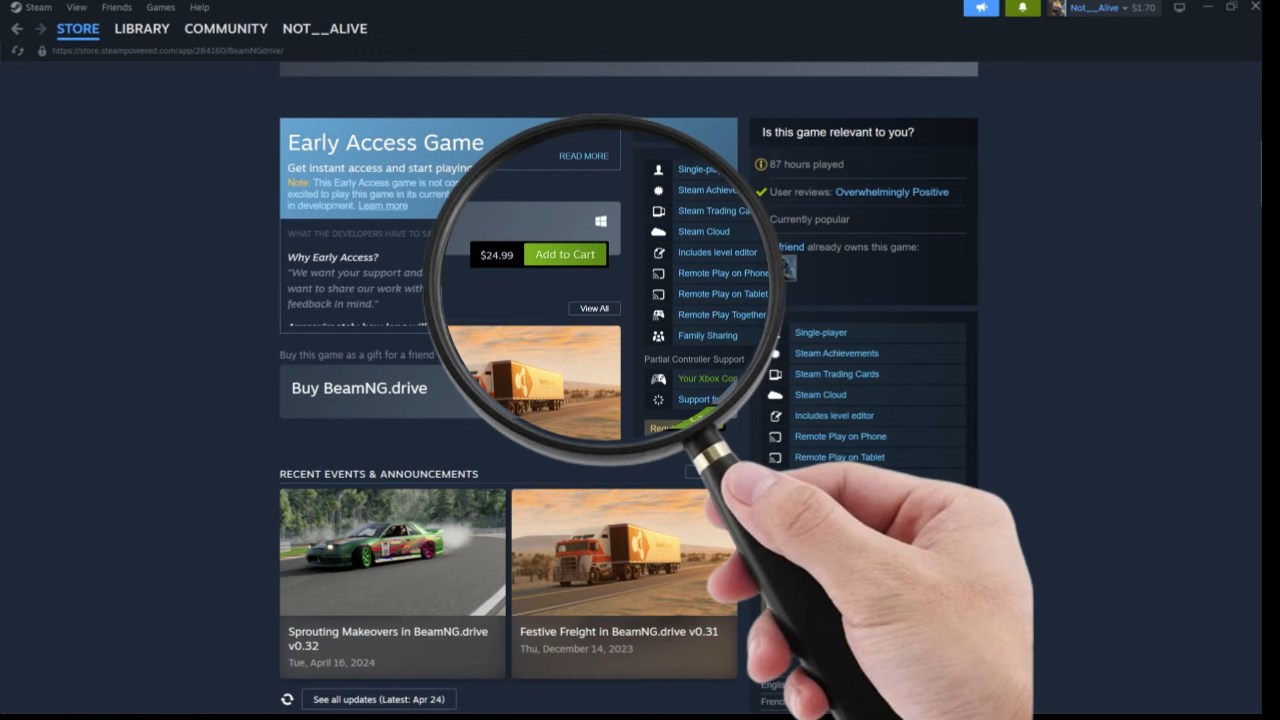 Steam View Friends Games Help
Not__Alive $1.70
STORE LIBRARY COMMUNITY NOT__ALIVE
https://store.steampowered.com/app/284160/BeamNGdrive/
Early Access Game
Get instant access and start playing
Note: This Early Access game is not
excited to play this game in its current
in development. Learn more
WHAT THE DEVELOPERS HAVE TO
Why Early Access?
"We want your support and
want to share our work with
feedback in mind."
Buy this game as a gift for a friend
Buy BeamNG.drive
READ MORE
$24.99 Add to Cart
View All
Steam Cloud
Includes level editor
Remote Play on Phone
Remote Play on Tablet
Remote Play Together
Family Sharing
Partial Controller Support
Your Xbox
Support
Is this game relevant to you?
87 hours played
User reviews: Overwhelmingly Positive
Currently popular
friend already owns this game:
Single-player
Steam Achievements
Steam Trading Cards
Steam Cloud
Includes level editor
Remote Play on Phone
Remote Play on Tablet
RECENT EVENTS & ANNOUNCEMENTS
Sprouting Makeovers in BeamNG.drive
v0.32
Tue, April 16, 2024
Festive Freight in BeamNG.drive v0.31
Thu, December 14, 2023
See all updates (Latest: Apr 24)